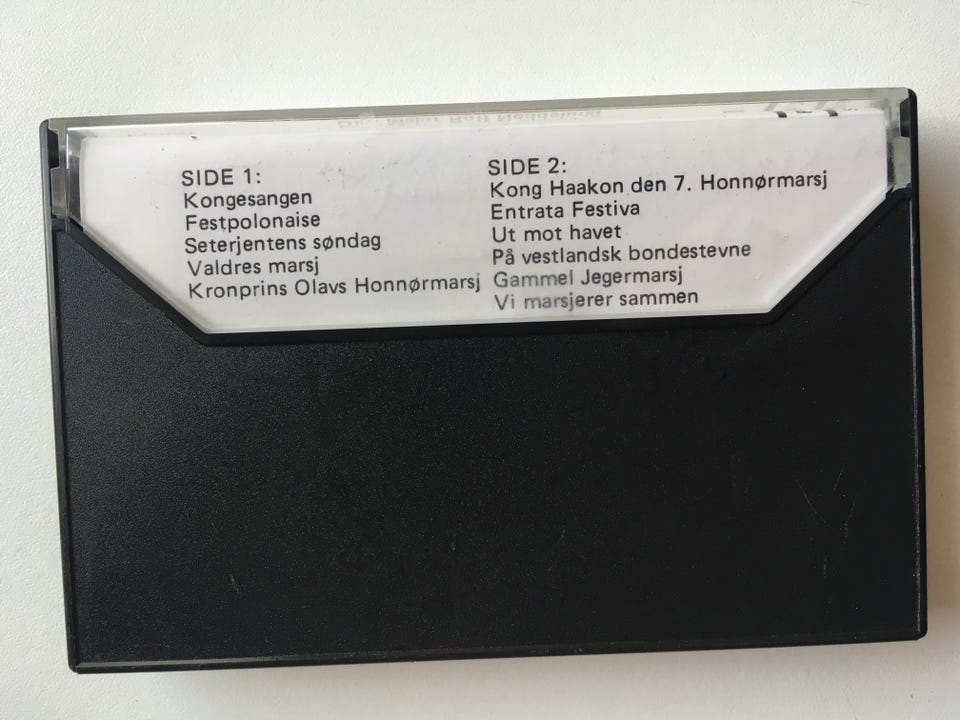 SIDE 1:
Kongesangen
Festpolonaise
Seterjentens søndag
Valdres marsj
Kronprins Olavs Honnørmarsj
SIDE 2:
Kong Haakon den 7. Honnørmarsj
Entrata Festiva
Ut mot havet
På vestlandsk bondestevne
Gammel Jegermarsj
Vi marsjerer sammen